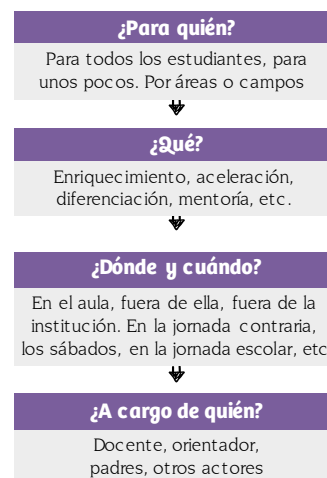 ¿Para quién?
Para todos los estudiantes, para
unos pocos. Por áreas o campos
¿Qué?
Enriquecimiento, aceleración,
diferenciación, mentoría, etc.
¿Dónde y cuándo?
En el aula, fuera de ella, fuera de la
institución. En la jornada contraria,
los sábados, en la jornada escolar, etc
¿A cargo de quién?
Docente, orientador,
padres, otros actores